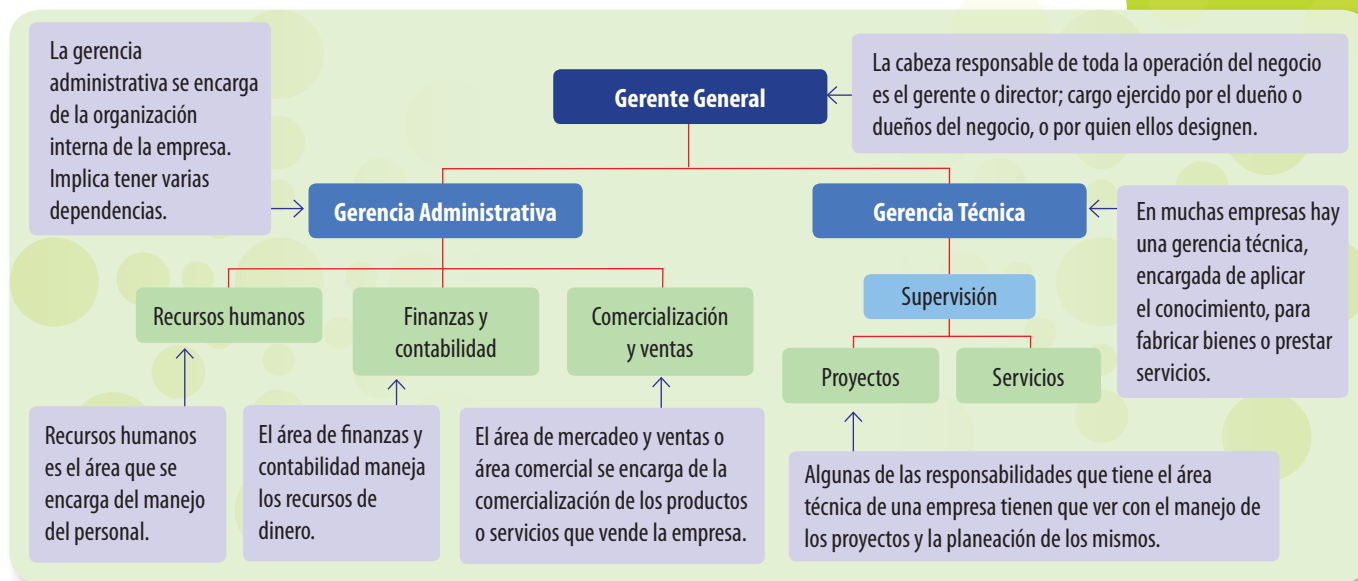 La gerencia
administrativa se encarga
de la organización
interna de la empresa.
Implica tener varias
dependencias.
Gerente General
La cabeza responsable de toda la operación del negocio
es el gerente o director; cargo ejercido por el dueño o
dueños del negocio, o por quien ellos designen.
Gerencia Administrativa
Gerencia Técnica
En muchas empresas hay
una gerencia técnica,
encargada de aplicar
el conocimiento, para
fabricar bienes o prestar
servicios.
Recursos humanos
Finanzas y
contabilidad
Comercialización
y ventas
Supervisión
Proyectos
Servicios
Recursos humanos
es el área que se
encarga del manejo
del personal.
El área de finanzas y
contabilidad maneja
los recursos de
dinero.
El área de mercadeo y ventas o
área comercial se encarga de la
comercialización de los productos
o servicios que vende la empresa.
Algunas de las responsabilidades que tiene el área
técnica de una empresa tienen que ver con el manejo de
los proyectos y la planeación de los mismos.